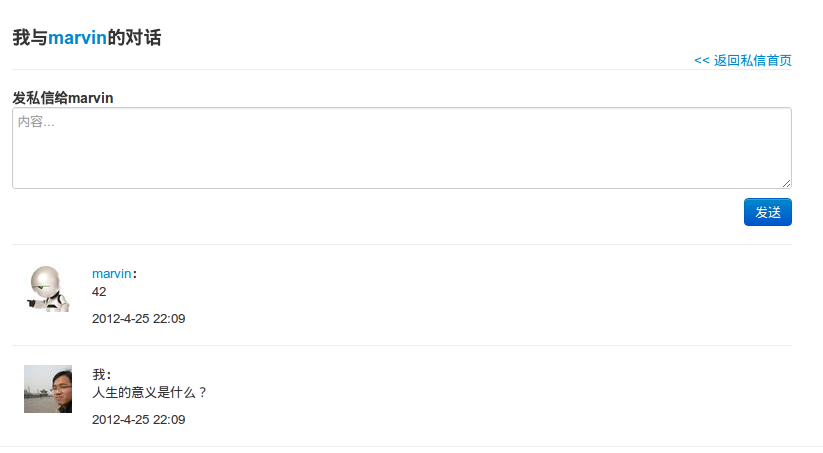 我与marvin的对话
<< 返回私信首页
发私信给marvin
内容...
发送
marvin：
42
2012-4-25 22:09
我：
人生的意义是什么？
2012-4-25 22:09